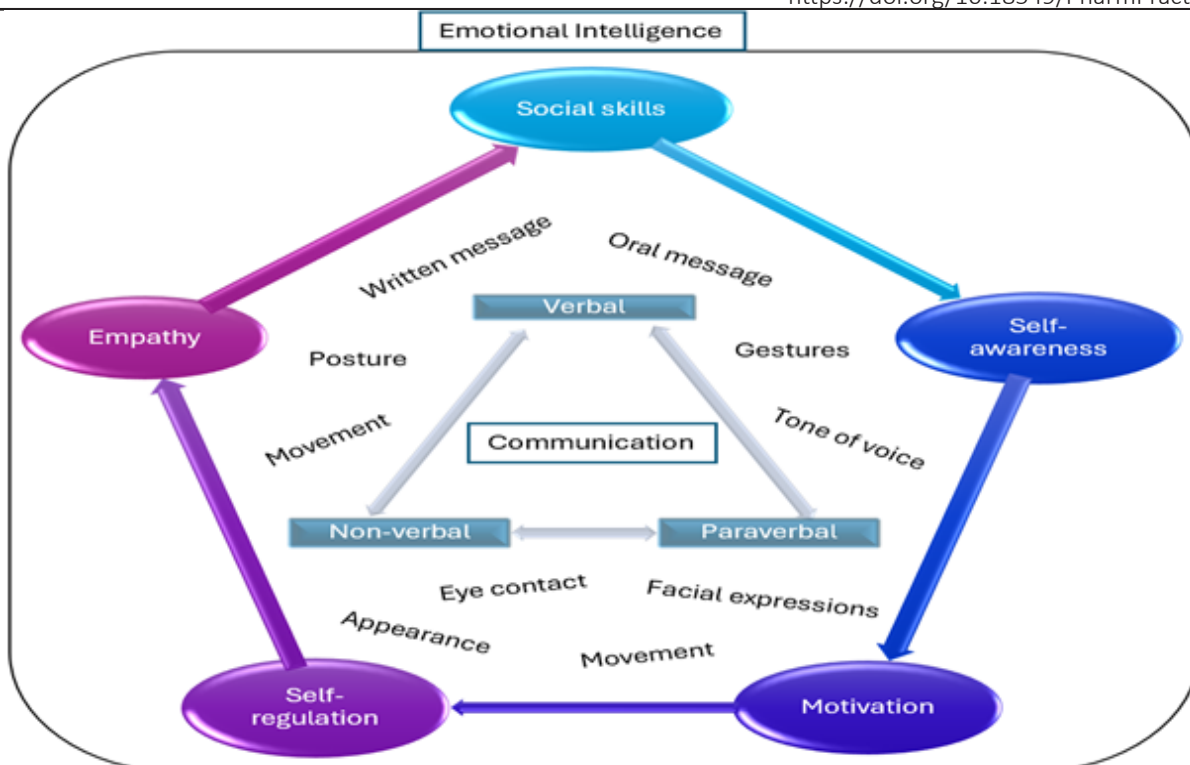 Emotional Intelligence
Social skills
Written message
Oral message
Verbal
Empathy
Self-
awareness
Posture
Gestures
Movement
Communication
Tone of voice
Non-verbal
Paraverbal
Eye contact
Facial expressions
Appearance
Movement
Self-
regulation
Motivation